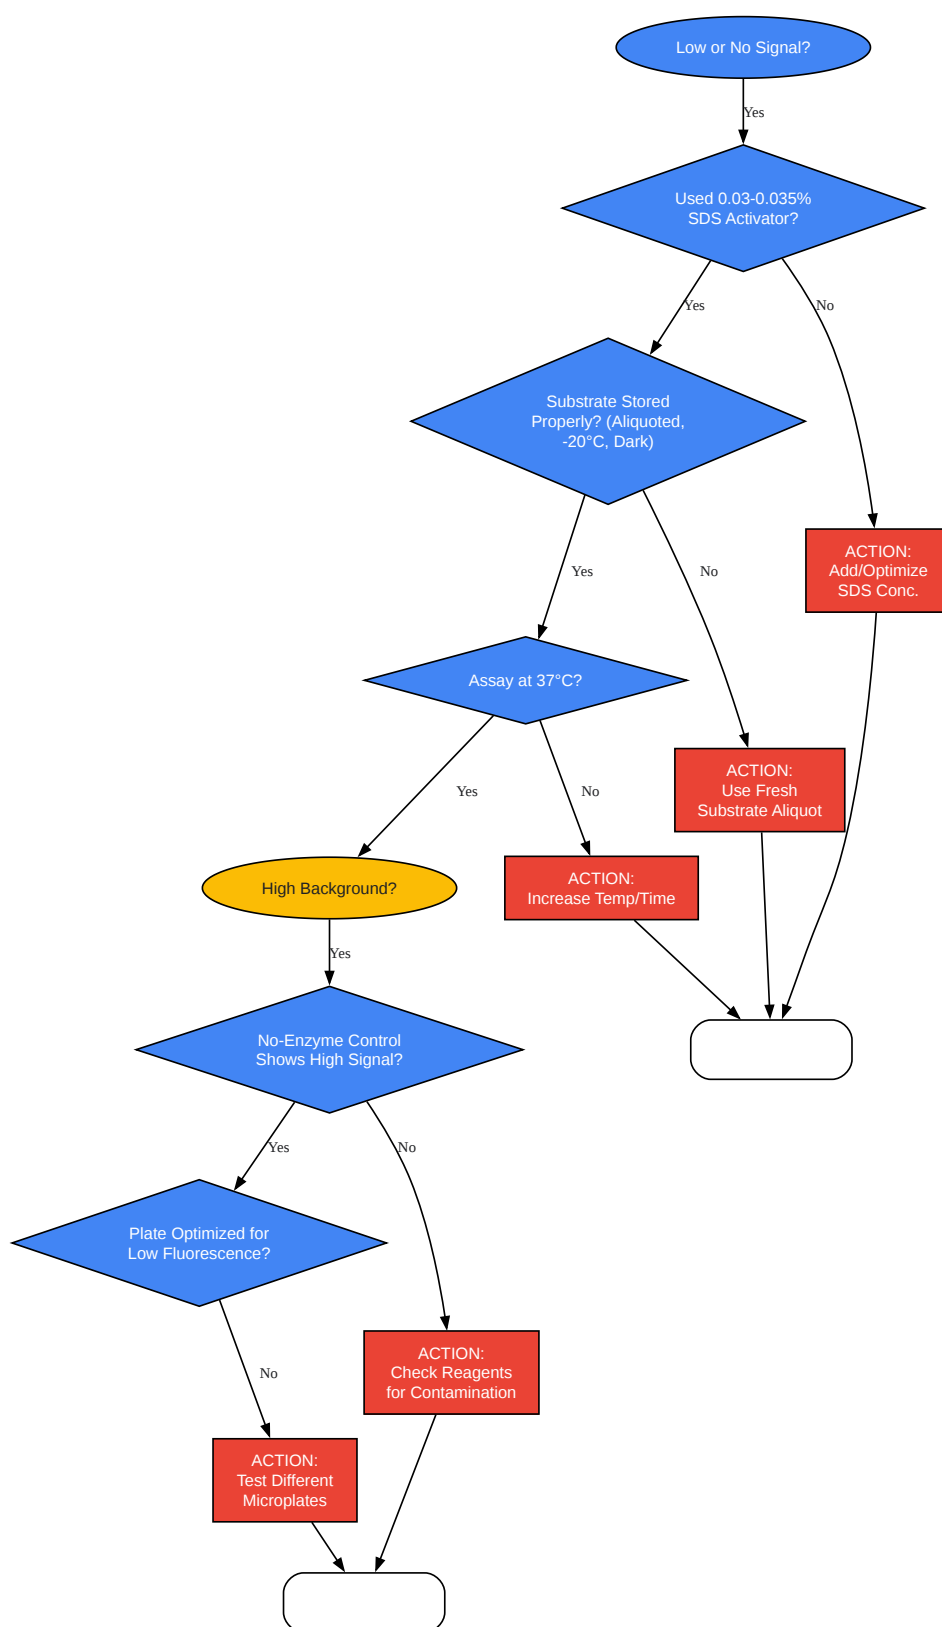 Low or No Signal?
Yes
Used 0.03-0.035%
SDS Activator?
Yes
No
Substrate Stored
Properly? (Aliquoted,
-20°C, Dark)
Yes
No
ACTION:
Add/Optimize
SDS Conc.
Assay at 37°C?
Yes
No
ACTION:
Use Fresh
Substrate Aliquot
High Background?
ACTION:
Increase Temp/Time
Yes
No-Enzyme Control
Shows High Signal?
Yes
No
Plate Optimized for
Low Fluorescence?
No
ACTION:
Check Reagents
for Contamination
ACTION:
Test Different
Microplates